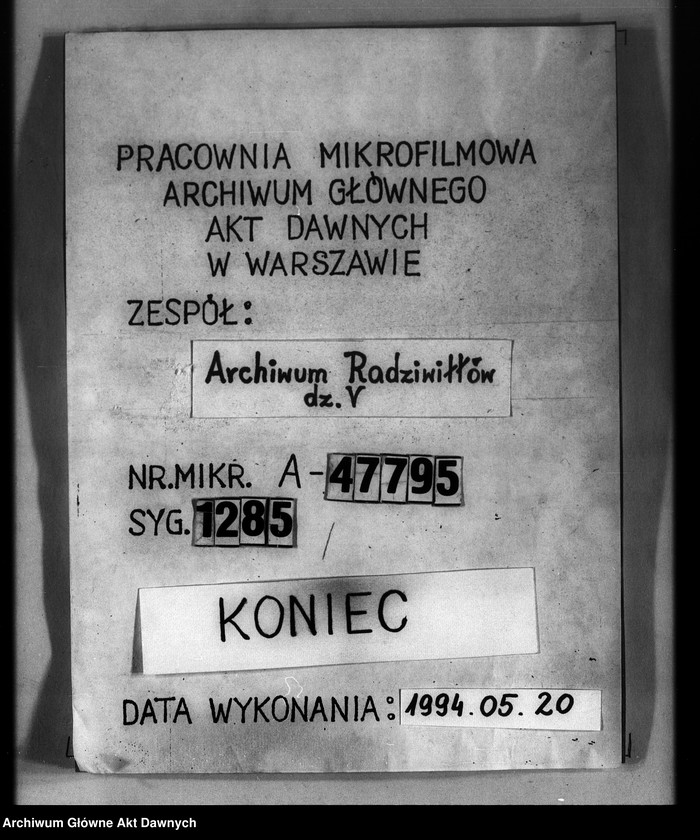 PRACOWNIA MIKROFILMOWA
ARCHIWUM GŁÓWNEGO
AKT DAWNYCH
W WARSZAWIE
ZESPÓŁ:
Archiwum Radziwiłłów
dz. V
NR. MIKR. A-47795
SYG. 1285
KONIEC
DATA WYKONANIA: 1994.05.20
Archiwum Główne Akt Dawnych